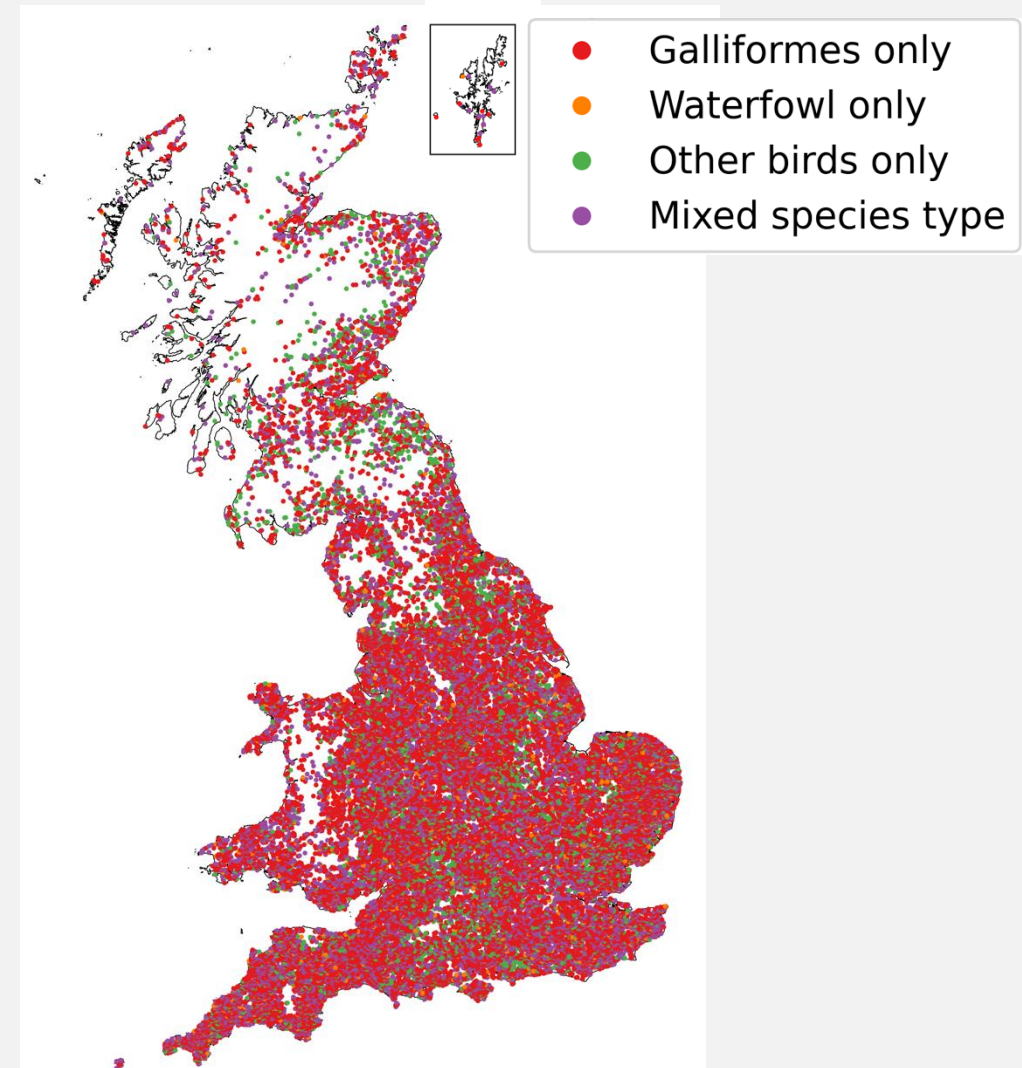 Galliformes only
Waterfowl only
Other birds only
Mixed species type